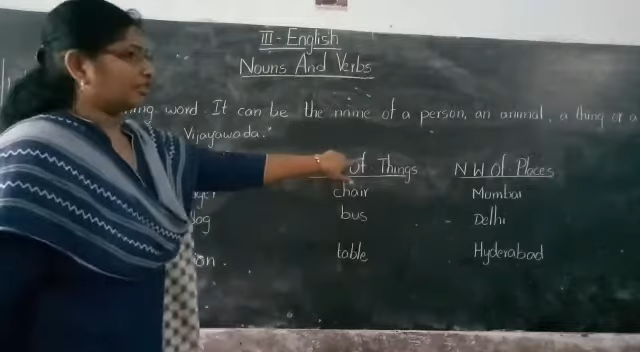 III - English
Nouns And Verbs
naming word. It can be the name of a person, an animal, a thing or a
Vijayawada."
of Things N W Of Places
chair Mumbai
bus Delhi
table Hyderabad